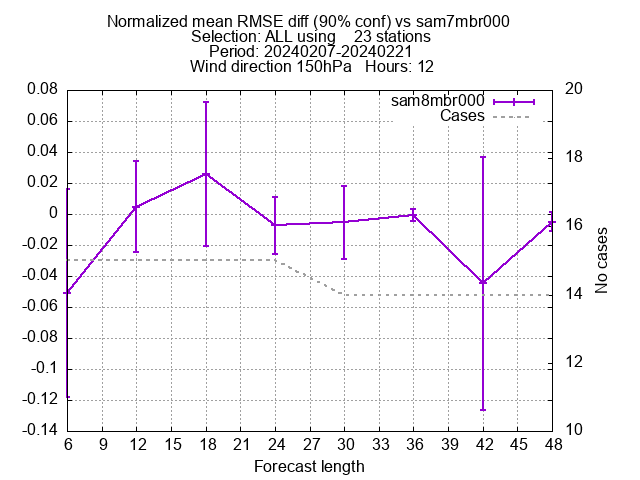 Normalized mean RMSE diff (90% conf) vs sam7mbr000
Selection: ALL using    23 stations
Period: 20240207-20240221
Wind direction 150hPa   Hours: 12
sam8mbr000
Cases
0.08
0.06
0.04
0.02
0
-0.02
-0.04
-0.06
-0.08
-0.1
-0.12
-0.14
20
18
16
14
12
10
No cases
6 9 12 15 18 21 24 27 30 33 36 39 42 45 48
Forecast length